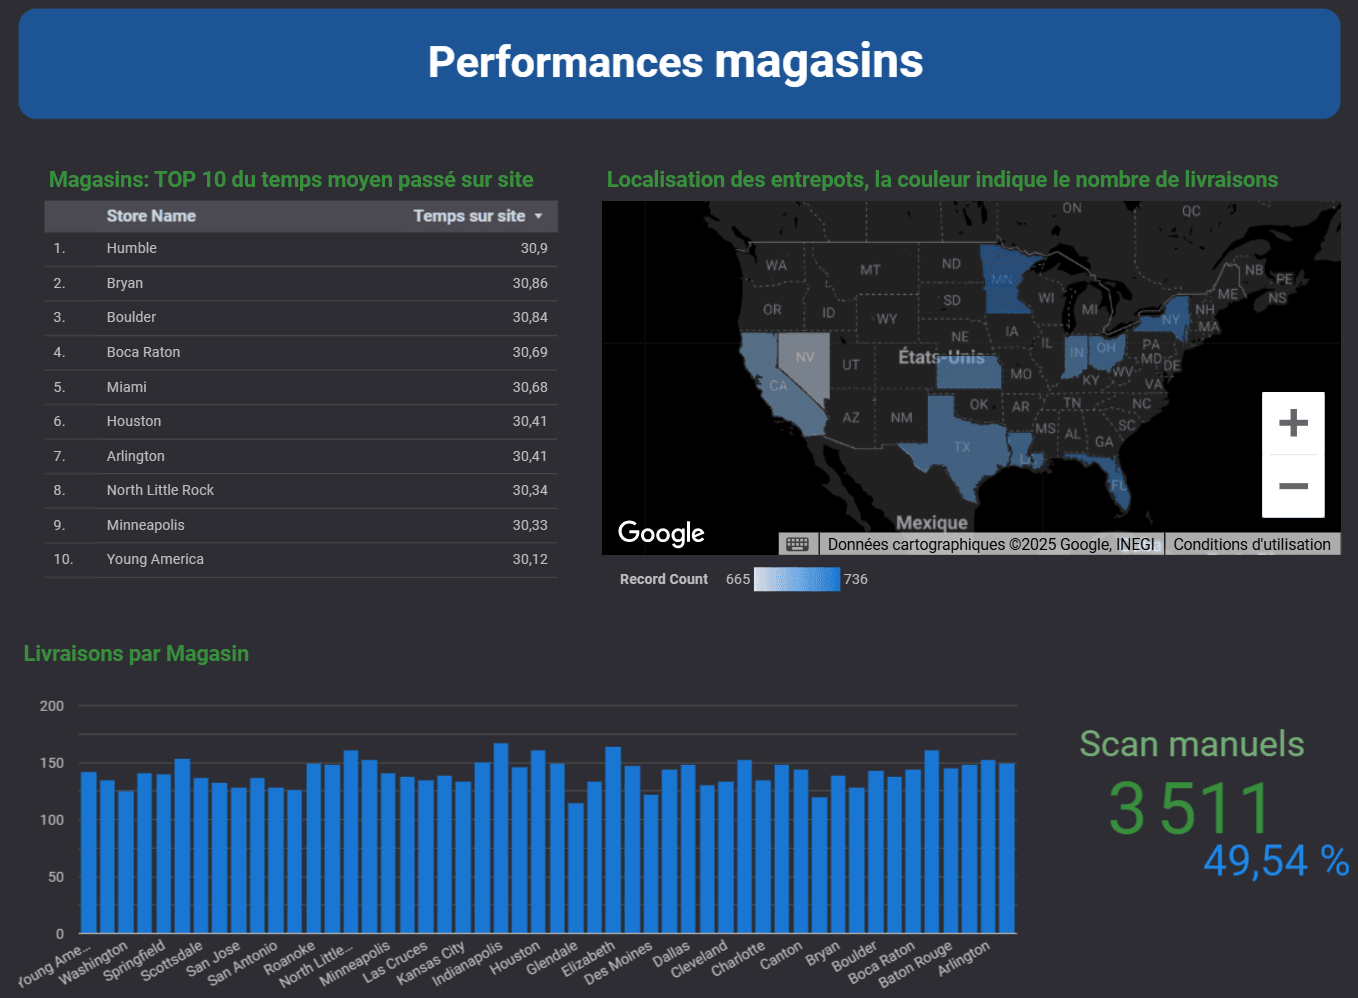 Performances magasins
Magasins: TOP 10 du temps moyen passé sur site
Store Name Temps sur site
1. Humble 30,9
2. Bryan 30,86
3. Boulder 30,84
4. Boca Raton 30,69
5. Miami 30,68
6. Houston 30,41
7. Arlington 30,41
8. North Little Rock 30,34
9. Minneapolis 30,33
10. Young America 30,12
Localisation des entrepots, la couleur indique le nombre de livraisons
ON QC
WA MT ND MN NB PE
OR ID SD WI MI ME NS
WY NH
NY MA
NE IA
NV UT États-Unis IL IN OH PA
MD DE
CA MO KY WV VA
AZ NM OK AR TN NC
MS AL GA SC
TX
FL
Mexique
Google
Données cartographiques ©2025 Google, INEGI
Conditions d'utilisation
Record Count 665 736
Livraisons par Magasin
200
150
100
50
0
Young Ame...
Washington
Springfield
Scottsdale
San Jose
San Antonio
Roanoke
North Little...
Minneapolis
Las Cruces
Kansas City
Indianapolis
Houston
Glendale
Elizabeth
Des Moines
Dallas
Cleveland
Charlotte
Canton
Bryan
Boulder
Boca Raton
Baton Rouge
Arlington
Scan manuels
3 511
49,54 %